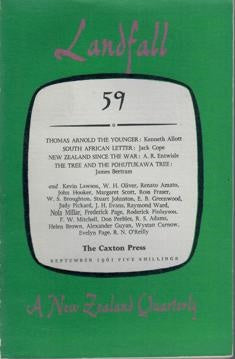 Landfall
59
THOMAS ARNOLD THE YOUNGER: Kenneth Allott
SOUTH AFRICAN LETTER: Jack Cope
NEW ZEALAND SINCE THE WAR: A. R. Entwisle
THE TREE AND THE POHUTUKAWA TREE:
James Bertram
and Kevin Lawson, W. H. Oliver, Renato Amato,
John Hooker, Margaret Scott, Ross Fraser,
W. S. Broughton, Stuart Johnston, E. B. Greenwood,
Judy Pickard, J. H. Evans, Raymond Ward,
Nola Millar, Frederick Page, Roderick Finlayson,
F. W. Mitchell, Don Peebles, R. S. Adams,
Helen Brown, Alexander Guyan, Wystan Curnow,
Evelyn Page, R. N. O'Reilly
The Caxton Press
SEPTEMBER 1961 FIVE SHILLINGS
A New Zealand Quarterly